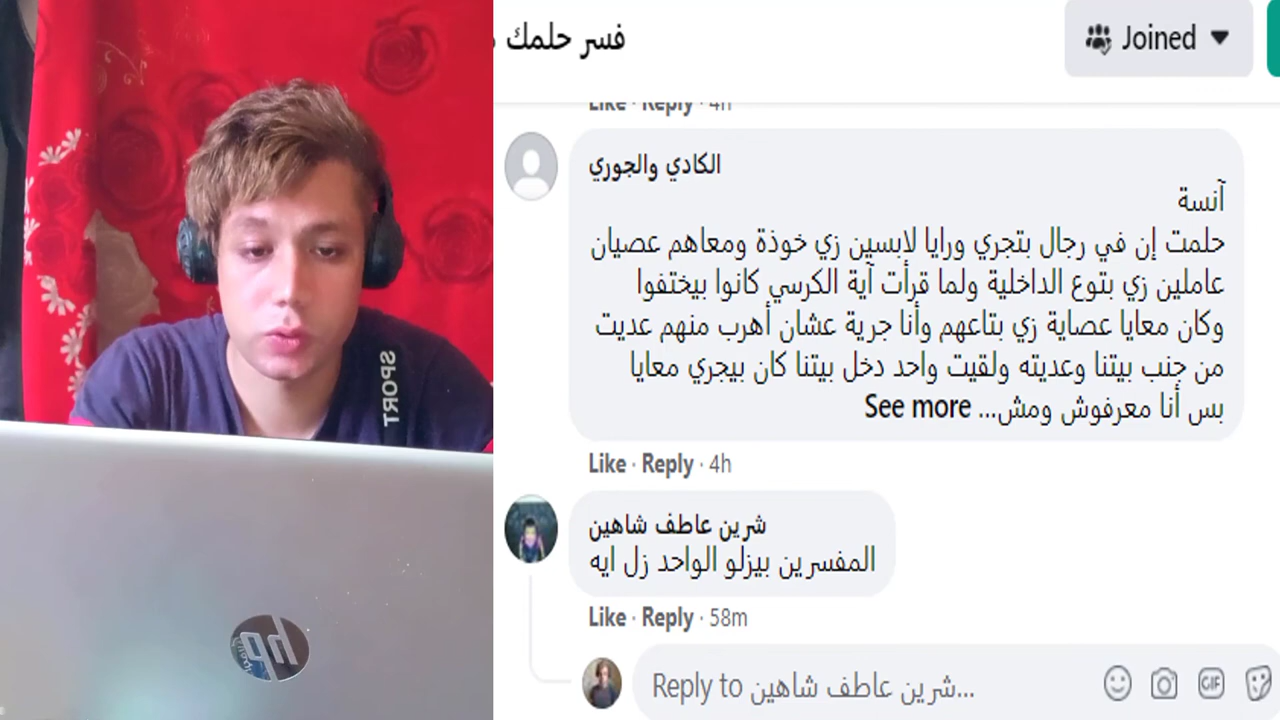 فسر حلمك
Joined
Like · Reply · 4h
الكادي والجوري
آنسة
حلمت إن في رجال بتجري ورايا لابسين زي خوذة ومعاهم عصيان
عاملين زي بتوع الداخلية ولما قرأت آية الكرسي كانوا بيختفوا
وكان معايا عصاية زي بتاعهم وأنا جرية عشان أهرب منهم عديت
من جنب بيتنا وعديته ولقيت واحد دخل بيتنا كان بيجري معايا
بس أنا معرفوش ومش... See more
Like · Reply · 4h
شرين عاطف شاهين
المفسرين بيزلو الواحد زل ايه
Like · Reply · 58m
Reply to شرين عاطف شاهين...
GIF
SPORT
hp